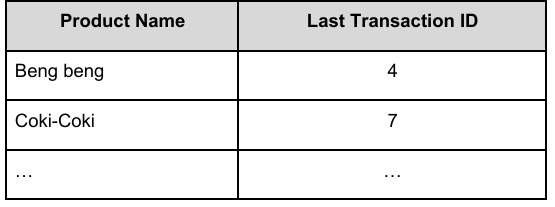 Product Name Last Transaction ID
Beng beng 4
Coki-Coki 7
… …